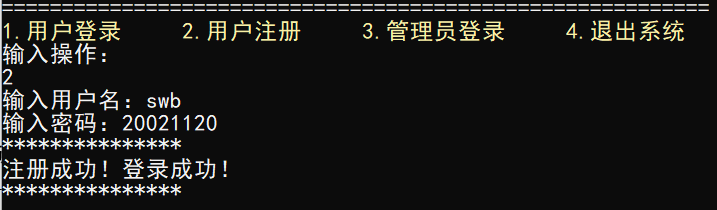 ===========================================================
1.用户登录     2.用户注册     3.管理员登录     4.退出系统
输入操作：
2
输入用户名：swb
输入密码：20021120
***************
注册成功！登录成功！
***************